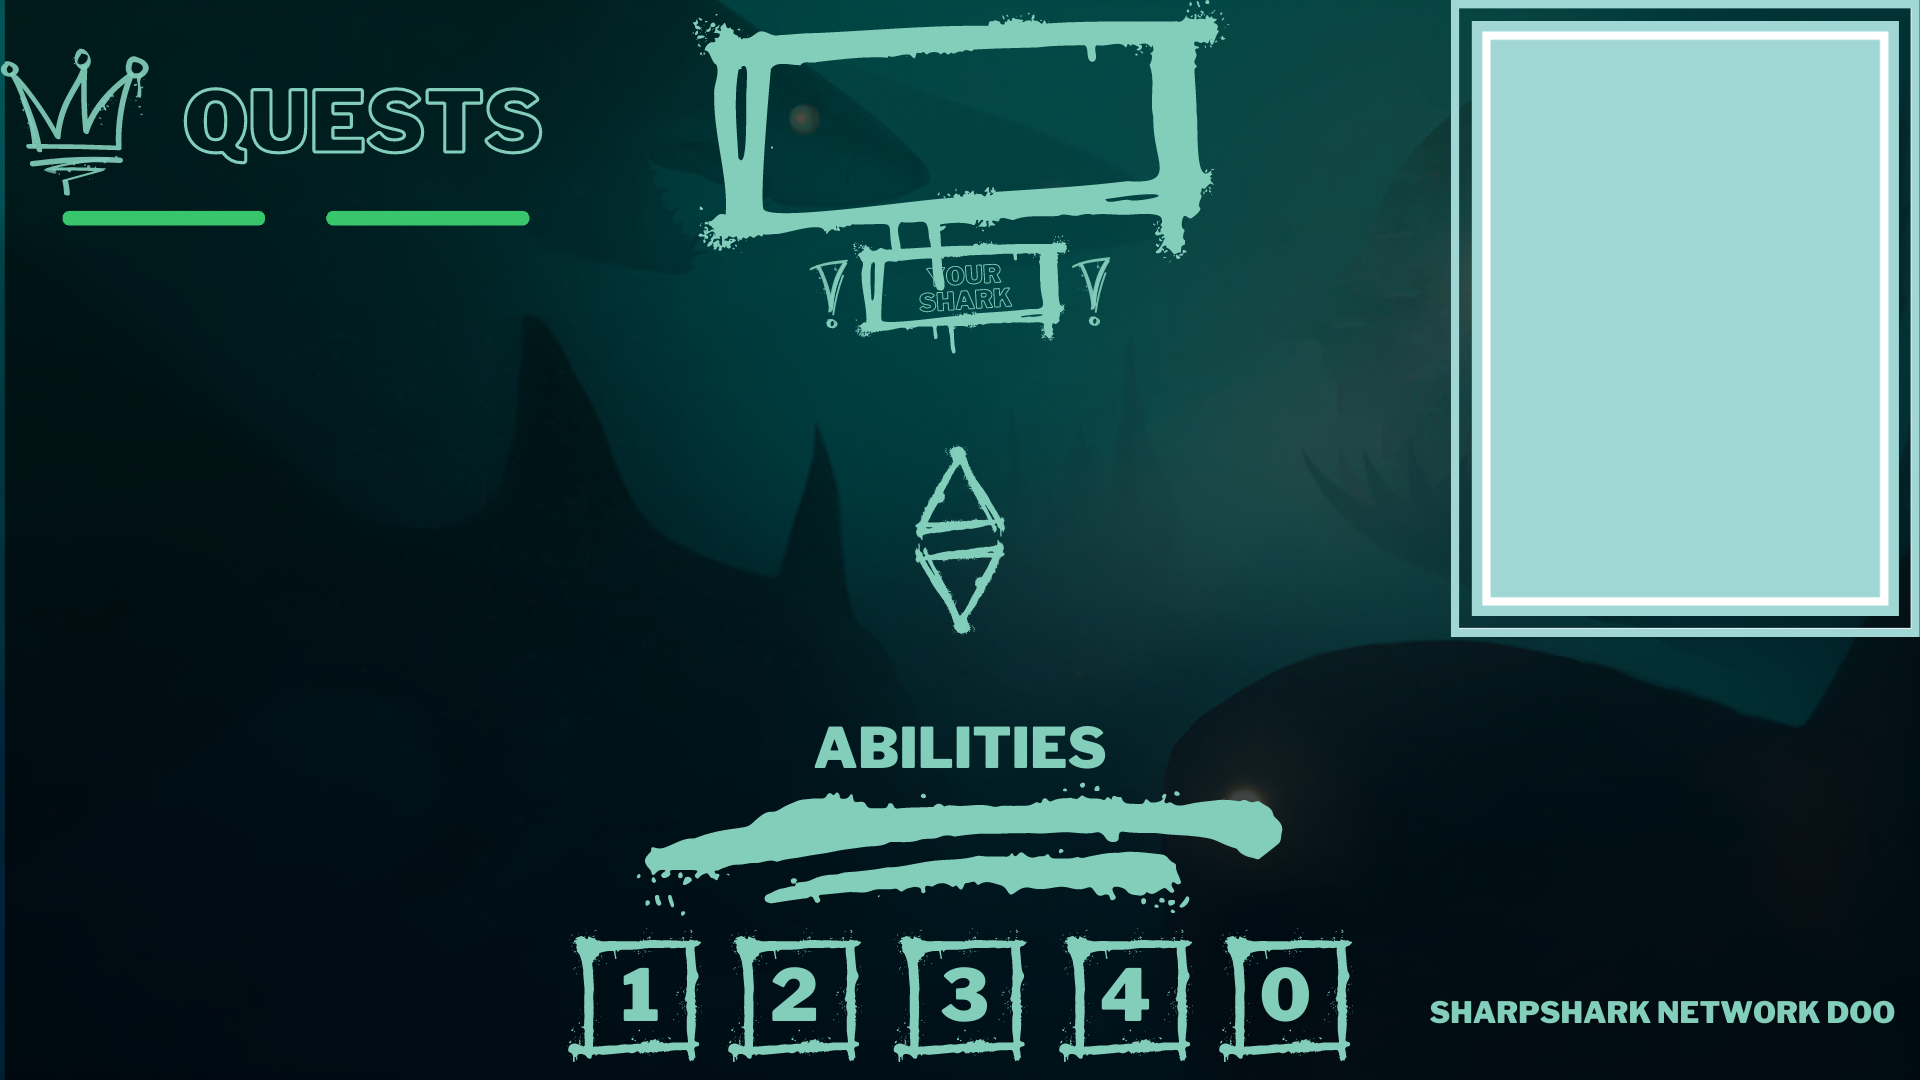 QUESTS
YOUR
SHARK
ABILITIES
1 2 3 4 0
SHARPSHARK NETWORK DOO